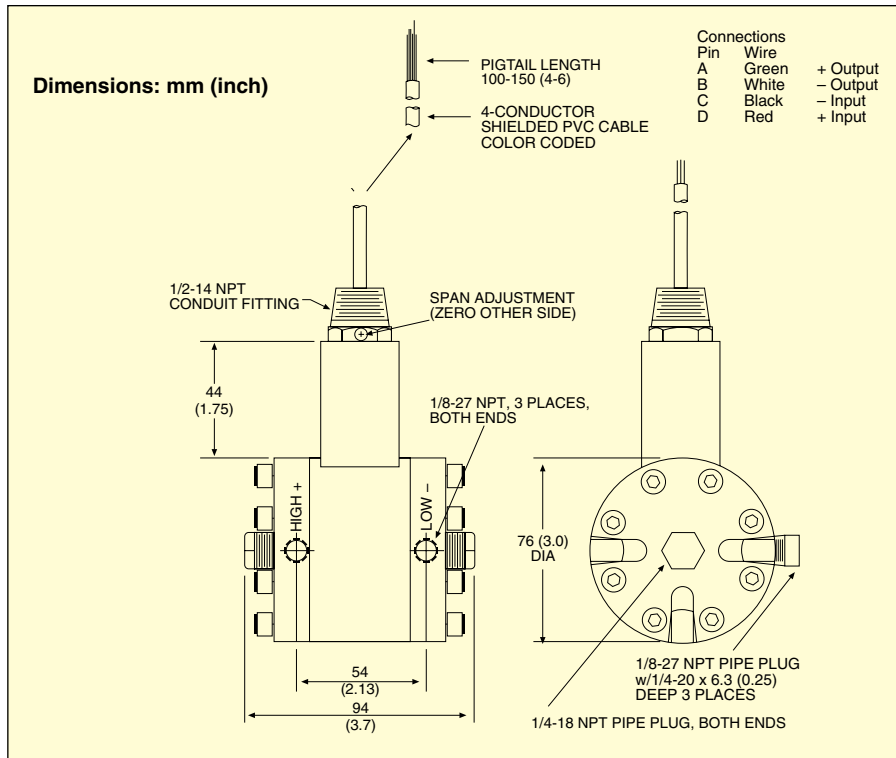 Dimensions: mm (inch)
PIGTAIL LENGTH
100-150 (4-6)
4-CONDUCTOR
SHIELDED PVC CABLE
COLOR CODED
Connections
Pin Wire
A Green + Output
B White – Output
C Black – Input
D Red + Input
1/2-14 NPT
CONDUIT FITTING
SPAN ADJUSTMENT
(ZERO OTHER SIDE)
44
(1.75)
1/8-27 NPT, 3 PLACES,
BOTH ENDS
HIGH +
LOW –
76 (3.0)
DIA
54
(2.13)
94
(3.7)
1/8-27 NPT PIPE PLUG
w/1/4-20 x 6.3 (0.25)
DEEP 3 PLACES
1/4-18 NPT PIPE PLUG, BOTH ENDS